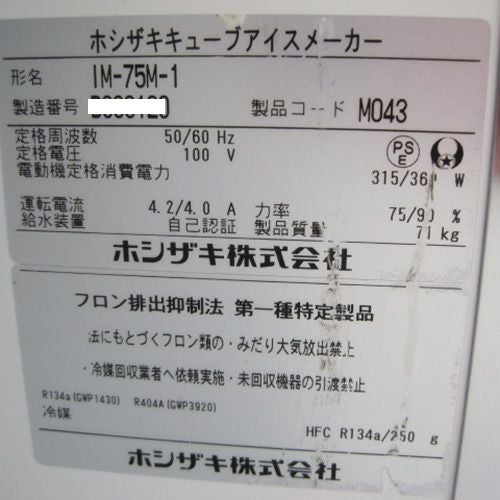 ホシザキキューブアイスメーカー
形名 IM-75M-1
製造番号
製品コード M043
定格周波数 50/60 Hz
定格電圧 100 V
電動機定格消費電力 315/36 W
PS
E
運転電流 4.2/4.0 A 力率 75/90 %
給水装置 自己認証 製品質量 71kg
ホシザキ株式会社
フロン排出抑制法 第一種特定製品
法にもとづくフロン類の・みだり大気放出禁止
・冷媒回収業者へ依頼実施・未回収機器の引渡禁止
R134a(GWP1430) R404A(GWP3920)
冷媒 HFC R134a/250 g
ホシザキ株式会社